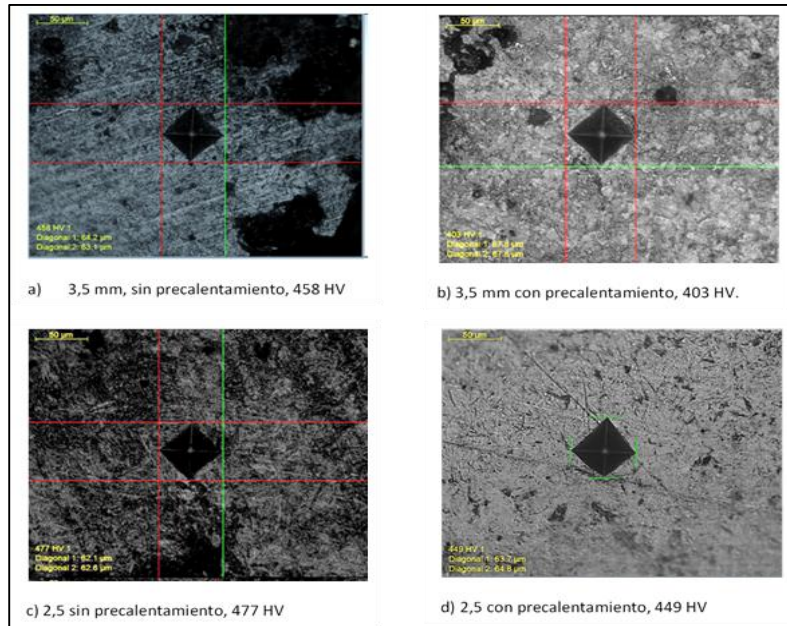 50 µm
458 HV 1
Diagonal 1: 64.2 µm
Diagonal 2: 63.1 µm
a) 3,5 mm, sin precalentamiento, 458 HV
50 µm
403 HV 1
Diagonal 1: 67.8 µm
Diagonal 2: 67.8 µm
b) 3,5 mm con precalentamiento, 403 HV.
50 µm
477 HV 1
Diagonal 1: 62.1 µm
Diagonal 2: 62.6 µm
c) 2,5 sin precalentamiento, 477 HV
50 µm
449 HV 1
Diagonal 1: 63.7 µm
Diagonal 2: 64.8 µm
d) 2,5 con precalentamiento, 449 HV